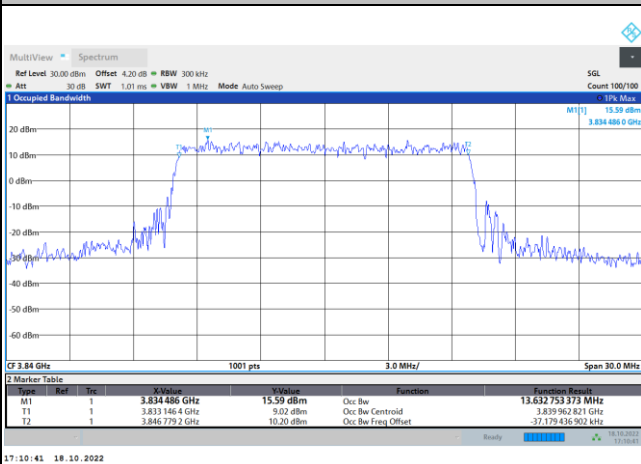 MultiView Spectrum
Ref Level 30.00 dBm Offset 4.20 dB RBW 300 kHz SGL
Att 30 dB SWT 1.01 ms VBW 1 MHz Mode Auto Sweep Count 100/100
1 Occupied Bandwidth 1Pk Max
M1[1] 15.59 dBm
3.834 486 0 GHz
20 dBm
M1
T1 T2
10 dBm
0 dBm
-10 dBm
-20 dBm
-30 dBm
-40 dBm
-50 dBm
-60 dBm
CF 3.84 GHz 1001 pts 3.0 MHz/ Span 30.0 MHz
2 Marker Table
Type Ref Trc X-Value Y-Value Function Function Result
M1 1 3.834 486 GHz 15.59 dBm Occ Bw 13.632 753 373 MHz
T1 1 3.833 146 4 GHz 9.02 dBm Occ Bw Centroid 3.839 962 821 GHz
T2 1 3.846 779 2 GHz 10.20 dBm Occ Bw Freq Offset -37.179 436 902 kHz
Ready 18.10.2022
17:10:41
17:10:41 18.10.2022